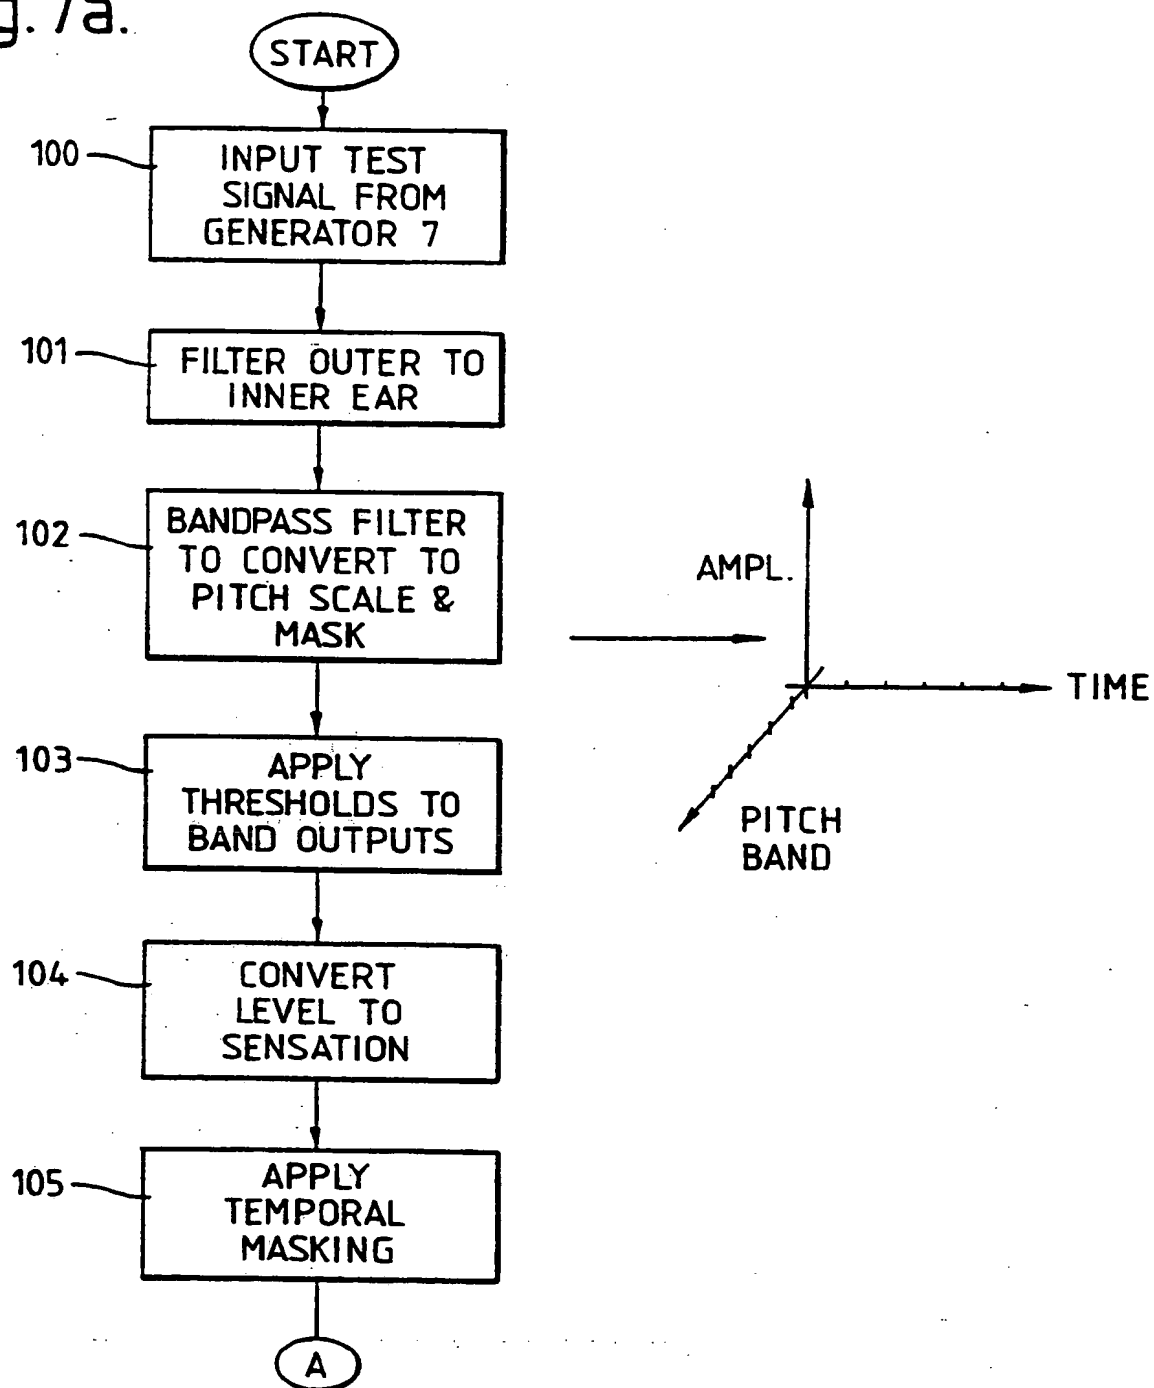 g. 7a.
START
100
INPUT TEST
SIGNAL FROM
GENERATOR 7
101
FILTER OUTER TO
INNER EAR
102
BANDPASS FILTER
TO CONVERT TO
PITCH SCALE &
MASK
AMPL.
TIME
PITCH
BAND
103
APPLY
THRESHOLDS TO
BAND OUTPUTS
104
CONVERT
LEVEL TO
SENSATION
105
APPLY
TEMPORAL
MASKING
A